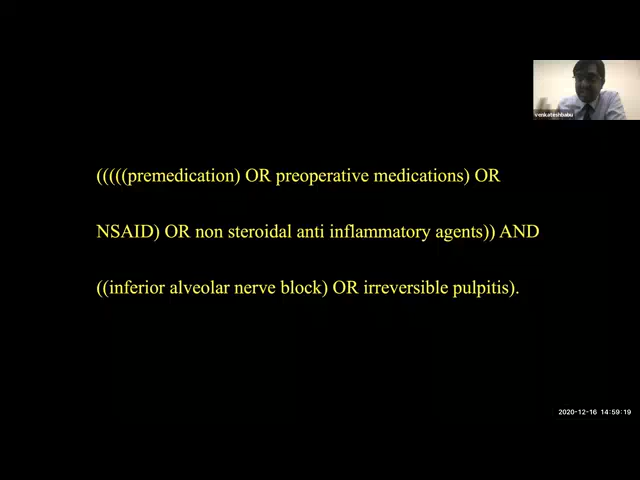 Venkateshbabu
(((((premedication) OR preoperative medications) OR
NSAID) OR non steroidal anti inflammatory agents)) AND
((inferior alveolar nerve block) OR irreversible pulpitis).
2020-12-16 14:59:19